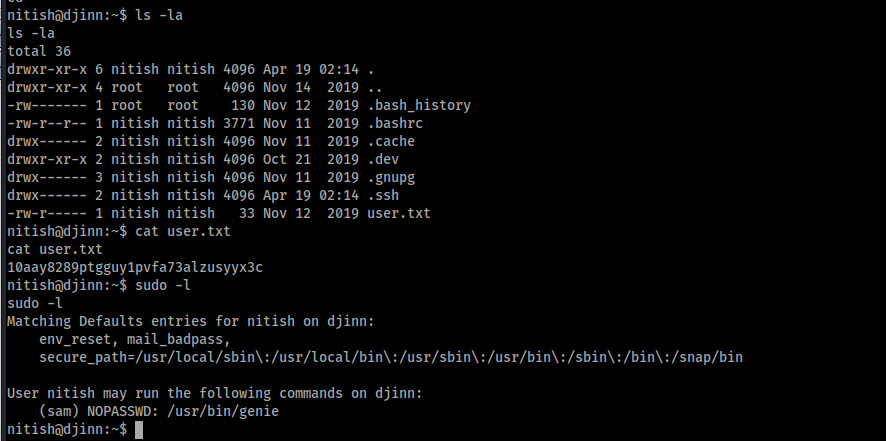 nitish@djinn:~$ ls -la
ls -la
total 36
drwxr-xr-x 6 nitish nitish 4096 Apr 19 02:14 .
drwxr-xr-x 4 root   root   4096 Nov 14  2019 ..
-rw------- 1 root   root    130 Nov 12  2019 .bash_history
-rw-r--r-- 1 nitish nitish 3771 Nov 11  2019 .bashrc
drwx------ 2 nitish nitish 4096 Nov 11  2019 .cache
drwxr-xr-x 2 nitish nitish 4096 Oct 21  2019 .dev
drwx------ 3 nitish nitish 4096 Nov 11  2019 .gnupg
drwx------ 2 nitish nitish 4096 Apr 19 02:14 .ssh
-rw-r----- 1 nitish nitish   33 Nov 12  2019 user.txt
nitish@djinn:~$ cat user.txt
cat user.txt
10aay8289ptgguy1pvfa73alzusyyx3c
nitish@djinn:~$ sudo -l
sudo -l
Matching Defaults entries for nitish on djinn:
    env_reset, mail_badpass,
    secure_path=/usr/local/sbin\:/usr/local/bin\:/usr/sbin\:/usr/bin\:/sbin\:/bin\:/snap/bin

User nitish may run the following commands on djinn:
    (sam) NOPASSWD: /usr/bin/genie
nitish@djinn:~$